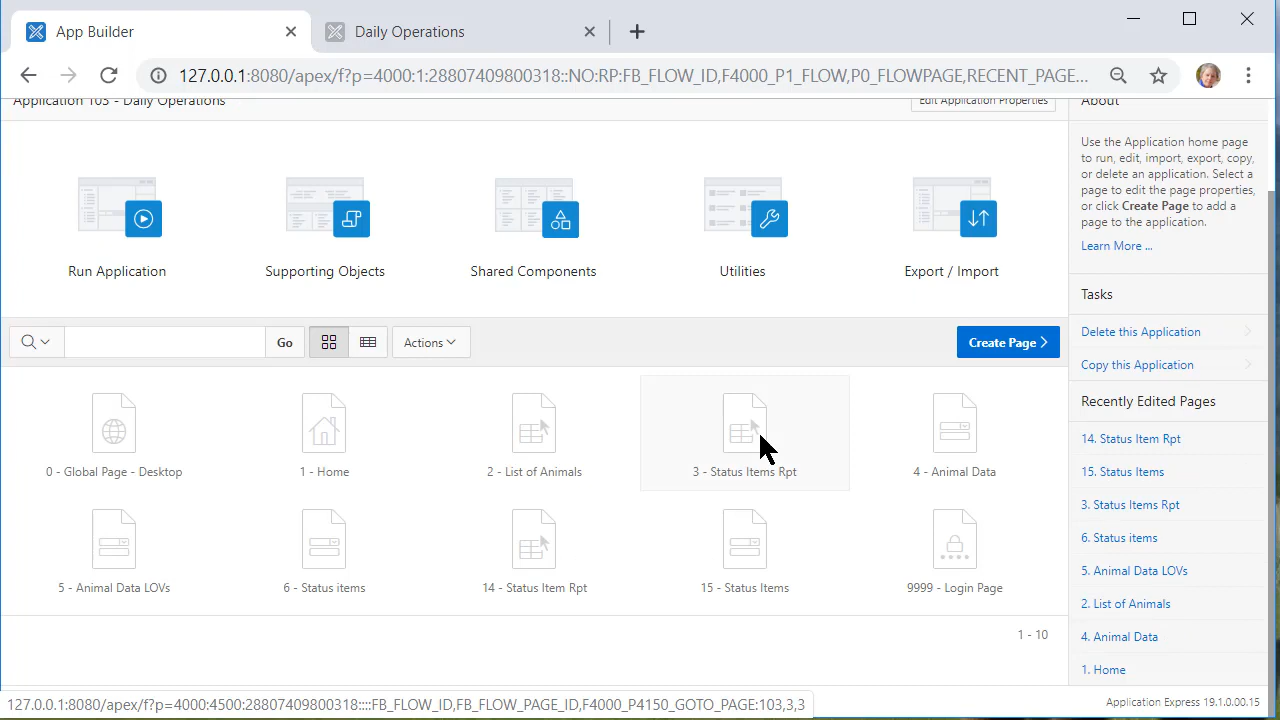 App Builder
Daily Operations
127.0.0.1:8080/apex/f?p=4000:1:28807409800318::NO:RP:FB_FLOW_ID,F4000_P1_FLOW,P0_FLOWPAGE,RECENT_PAGE...
Application 103 - Daily Operations
Edit Application Properties
About
Use the Application home page
to run, edit, import, export, copy,
or delete an application. Select a
page to edit the page properties,
or click Create Page to add a
page to the application.
Learn More ...
Run Application
Supporting Objects
Shared Components
Utilities
Export / Import
Tasks
Delete this Application
Copy this Application
Go
Actions
Create Page
0 - Global Page - Desktop
1 - Home
2 - List of Animals
3 - Status Items Rpt
4 - Animal Data
5 - Animal Data LOVs
6 - Status items
14 - Status Item Rpt
15 - Status Items
9999 - Login Page
1 - 10
Recently Edited Pages
14. Status Item Rpt
15. Status Items
3. Status Items Rpt
6. Status items
5. Animal Data LOVs
2. List of Animals
4. Animal Data
1. Home
127.0.0.1:8080/apex/f?p=4000:4500:28807409800318::::FB_FLOW_ID,FB_FLOW_PAGE_ID,F4000_P4150_GOTO_PAGE:103,3,3
Application Express 19.1.0.00.15